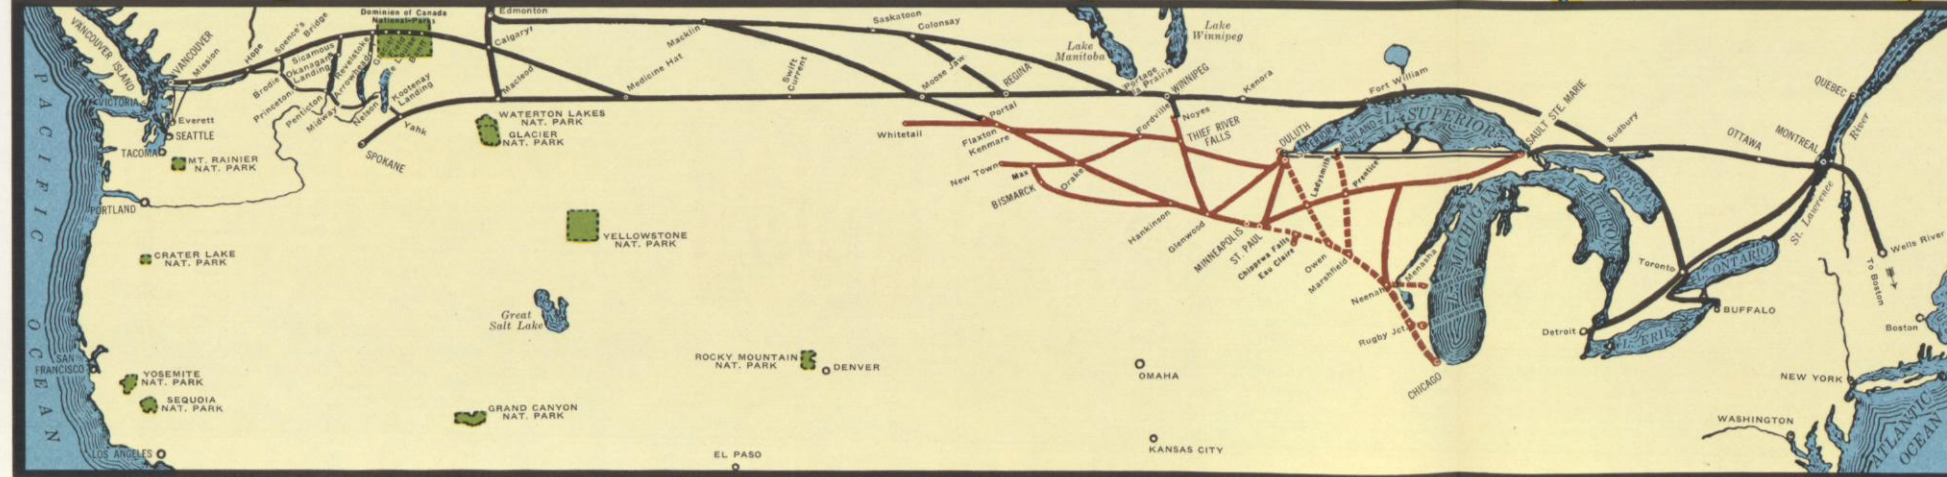 PACIFIC OCEAN
VANCOUVER ISLAND
VANCOUVER
Mission
Hope
Spence's
Bridge
Brodie
Princeton
Sicamous
Okanagan
Landing
Penticton
Midway
Revelstoke
Arrowhead
Nelson
Kootenay
Landing
Yahk
SPOKANE
Dominion of Canada
National Parks
Edmonton
Calgary
Macleod
Medicine Hat
Macklin
Swift
Current
Saskatoon
Colonsay
Moose Jaw
REGINA
Lake
Manitoba
Lake
Winnipeg
Portage
la Prairie
WINNIPEG
Kenora
Fort William
L. SUPERIOR
SAULT STE. MARIE
Sudbury
OTTAWA
MONTREAL
QUEBEC
St. Lawrence
River
VICTORIA
Everett
SEATTLE
TACOMA
MT. RAINIER
NAT. PARK
PORTLAND
CRATER LAKE
NAT. PARK
WATERTON LAKES
NAT. PARK
GLACIER
NAT. PARK
YELLOWSTONE
NAT. PARK
Great
Salt Lake
SAN
FRANCISCO
YOSEMITE
NAT. PARK
SEQUOIA
NAT. PARK
LOS ANGELES
GRAND CANYON
NAT. PARK
ROCKY MOUNTAIN
NAT. PARK
DENVER
EL PASO
OMAHA
KANSAS CITY
Whitetail
Portal
Flaxton
Kenmare
New Town
Max
BISMARCK
Drake
Fordville
Noyes
THIEF RIVER
FALLS
Hankinson
Glenwood
MINNEAPOLIS
ST. PAUL
DULUTH
SUPERIOR
ASHLAND
Ladysmith
Prentice
Chippewa Falls
Eau Claire
Owen
Marshfield
Neenah
Menasha
Rugby Jct.
Milwaukee
CHICAGO
L. MICHIGAN
L. HURON
Toronto
L. ONTARIO
BUFFALO
Detroit
L. ERIE
Wells River
To Boston
Boston
NEW YORK
WASHINGTON
ATLANTIC
OCEAN